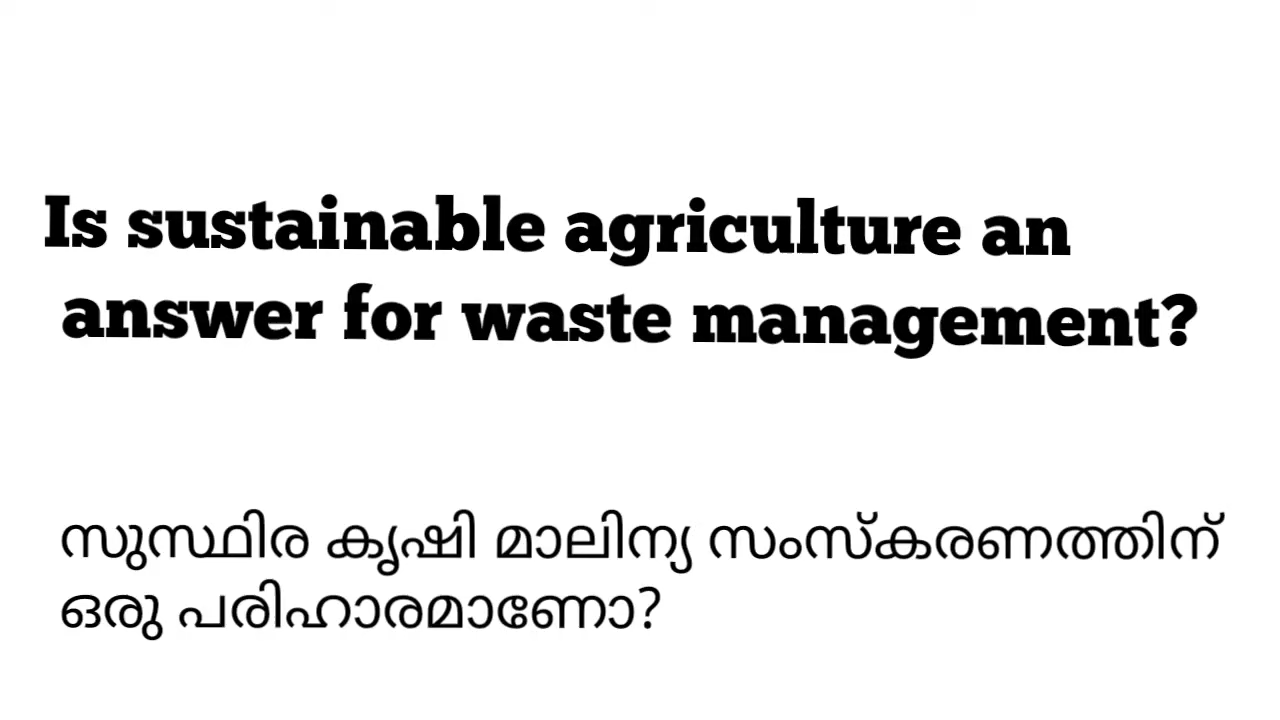 Is sustainable agriculture an
answer for waste management?
സുസ്ഥിര കൃഷി മാലിന്യ സംസ്കരണത്തിന്
ഒരു പരിഹാരമാണോ?